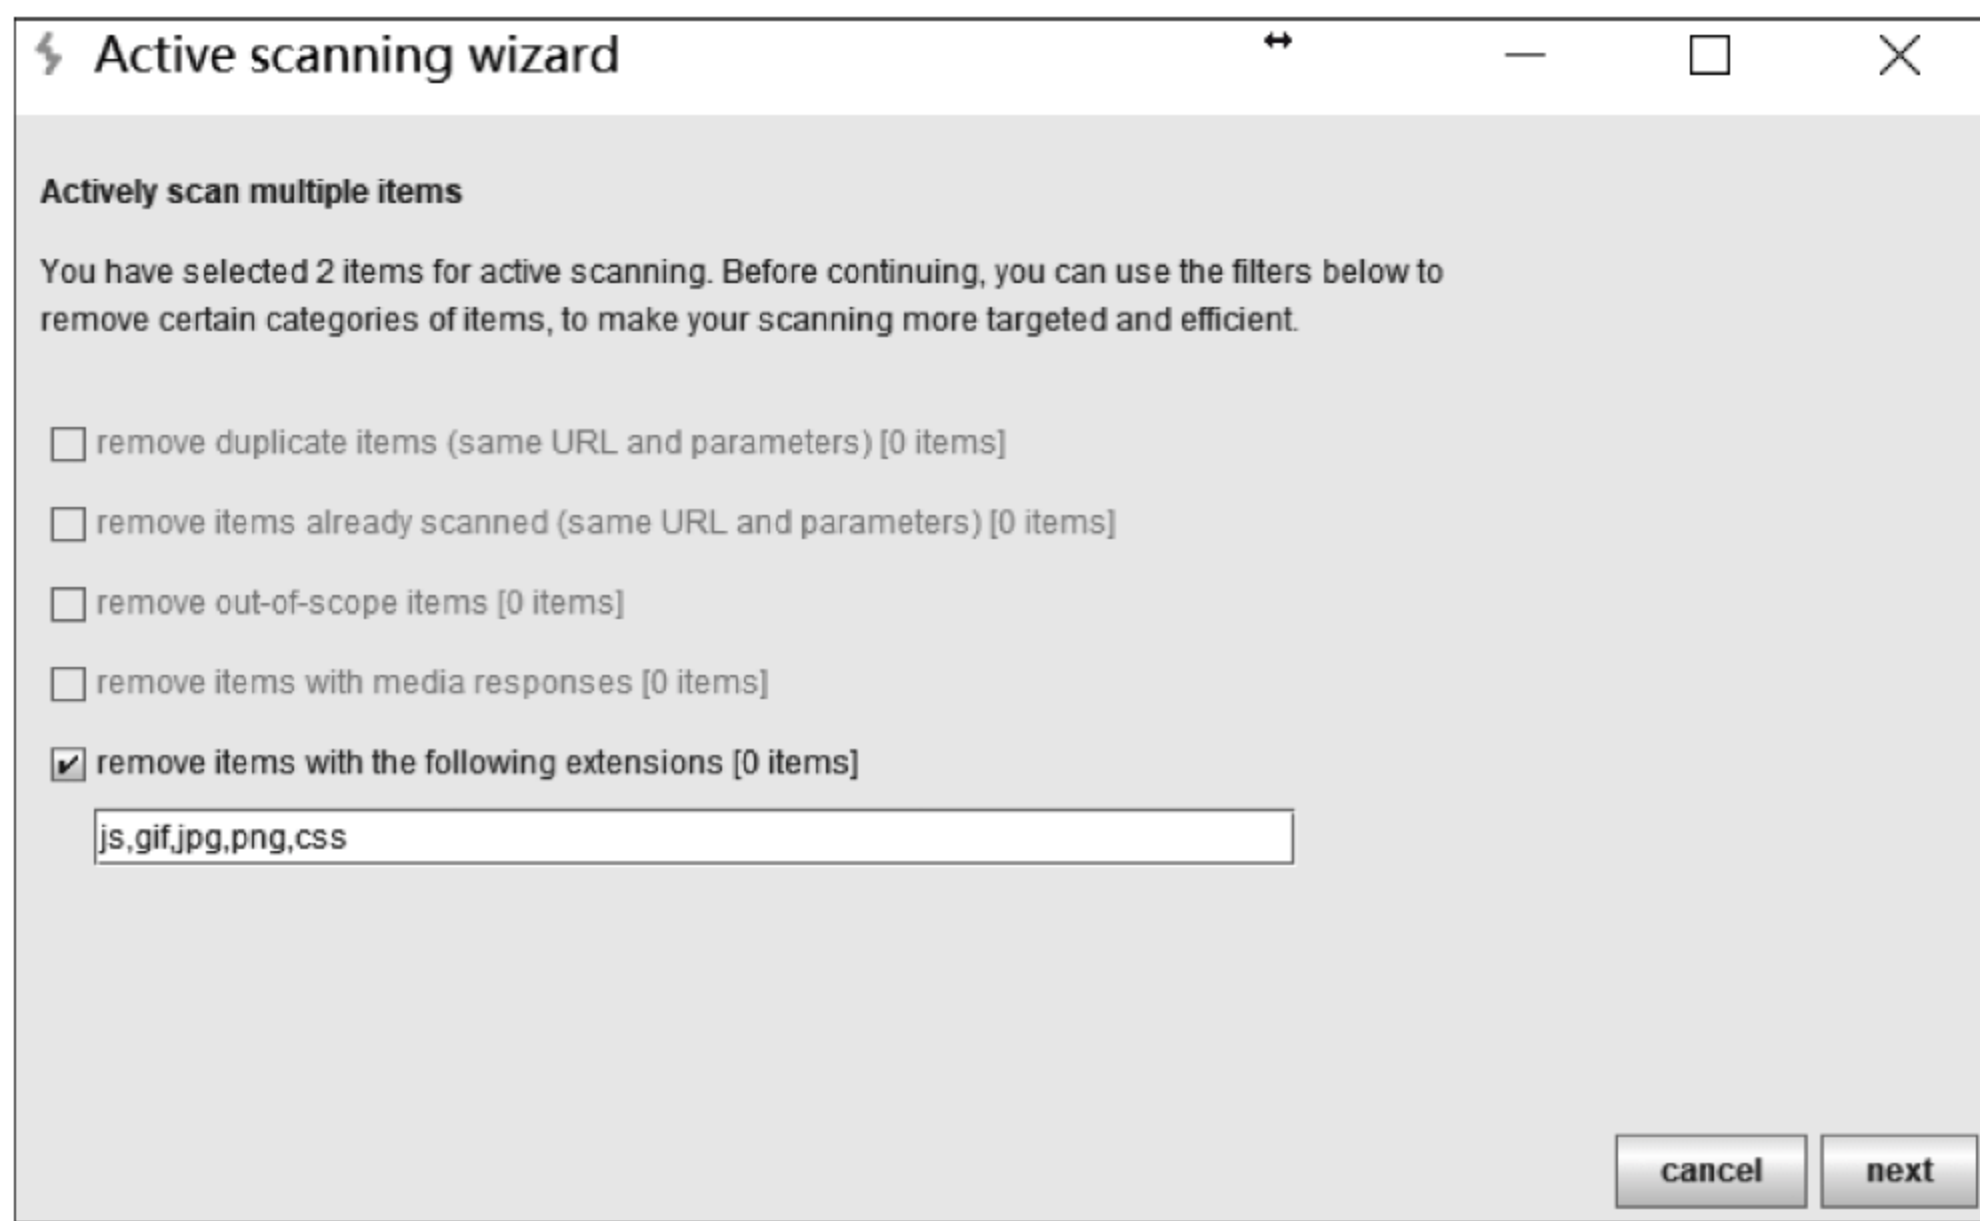 Active scanning wizard
Actively scan multiple items
You have selected 2 items for active scanning. Before continuing, you can use the filters below to
remove certain categories of items, to make your scanning more targeted and efficient.
remove duplicate items (same URL and parameters) [0 items]
remove items already scanned (same URL and parameters) [0 items]
remove out-of-scope items [0 items]
remove items with media responses [0 items]
remove items with the following extensions [0 items]
js,gif,jpg,png,css
cancel next